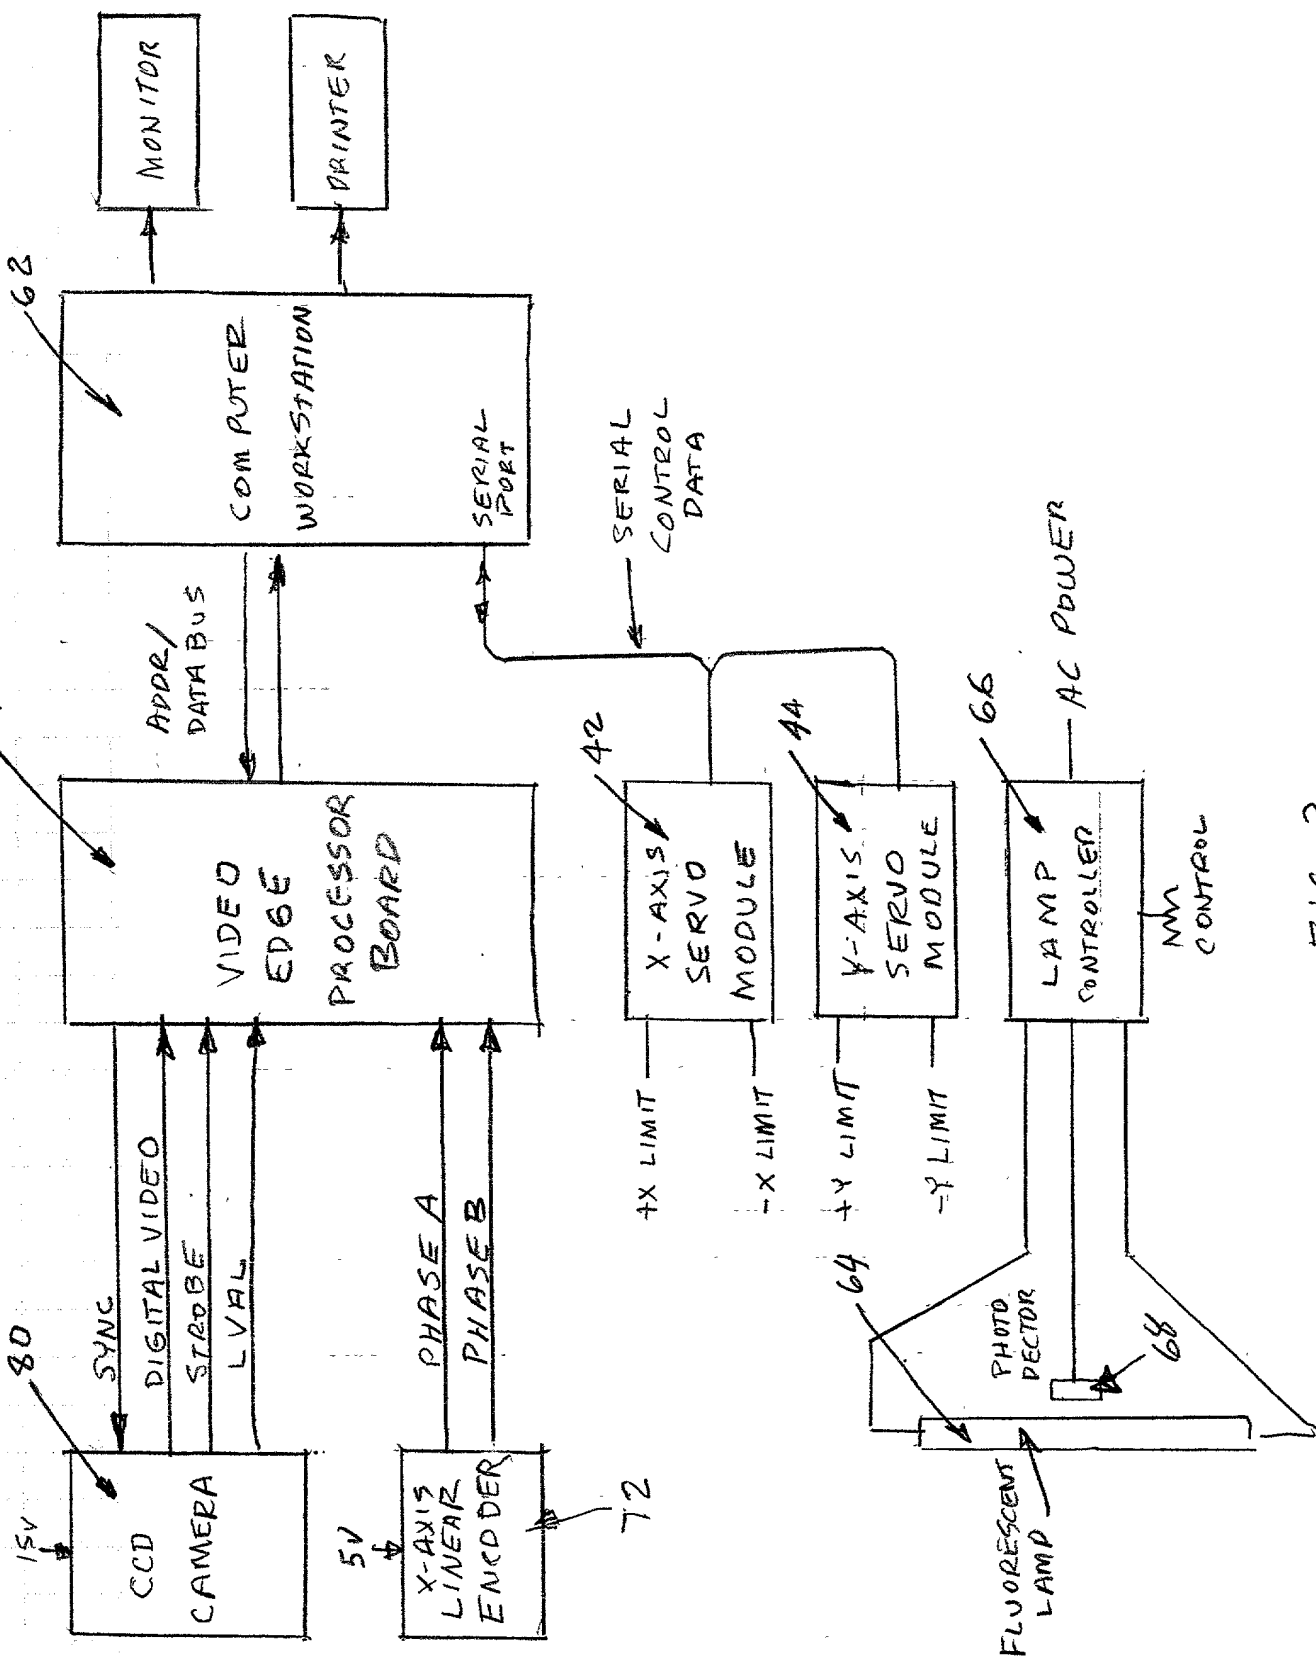 15V
80
CCD
CAMERA
SYNC
DIGITAL VIDEO
STROBE
LVAL
VIDEO
EDGE
PROCESSOR
BOARD
ADDR/
DATA BUS
62
COMPUTER
WORKSTATION
SERIAL
PORT
MONITOR
PRINTER
5V
X-AXIS
LINEAR
ENCODER
72
PHASE A
PHASE B
SERIAL
CONTROL
DATA
42
X-AXIS
SERVO
MODULE
+X LIMIT
-X LIMIT
44
Y-AXIS
SERVO
MODULE
+Y LIMIT
-Y LIMIT
66
LAMP
CONTROLLER
AC POWER
CONTROL
64
PHOTO
DECTOR
68
FLUORESCENT
LAMP